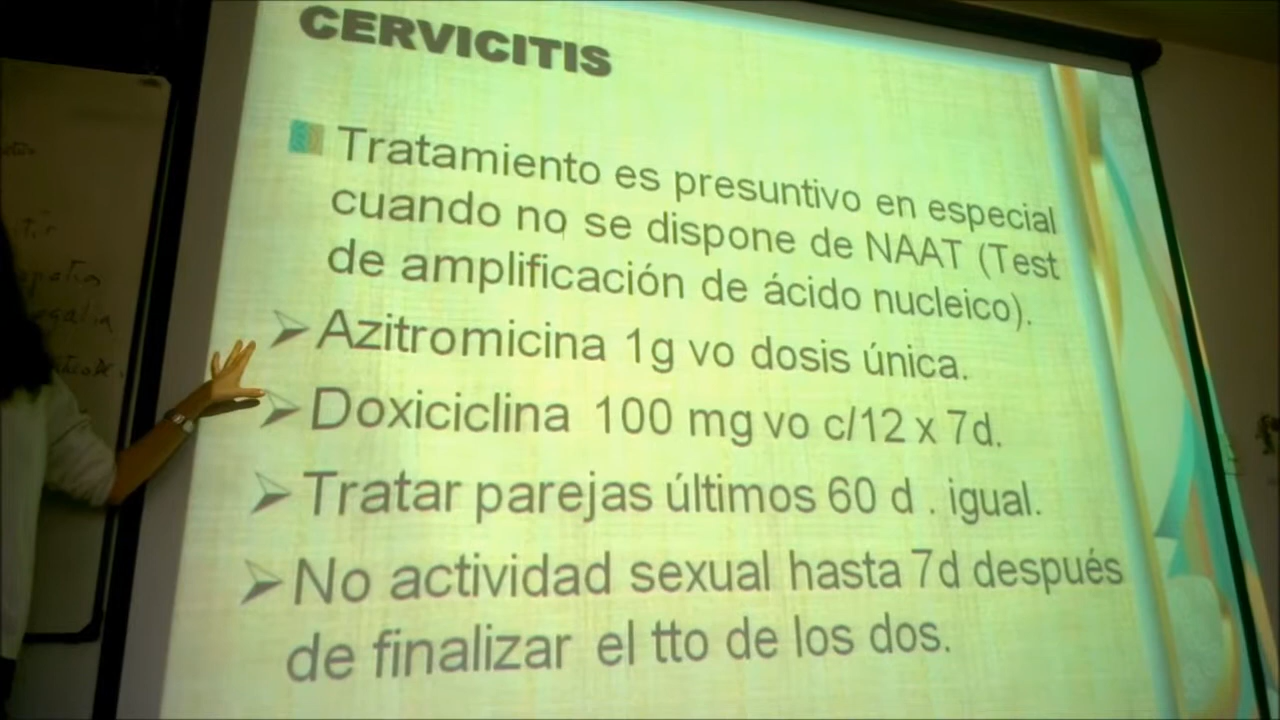 CERVICITIS
Tratamiento es presuntivo en especial
cuando no se dispone de NAAT (Test
de amplificación de ácido nucleico).
Azitromicina 1g vo dosis única.
Doxiciclina 100 mg vo c/12 x 7d.
Tratar parejas últimos 60 d . igual.
No actividad sexual hasta 7d después
de finalizar el tto de los dos.